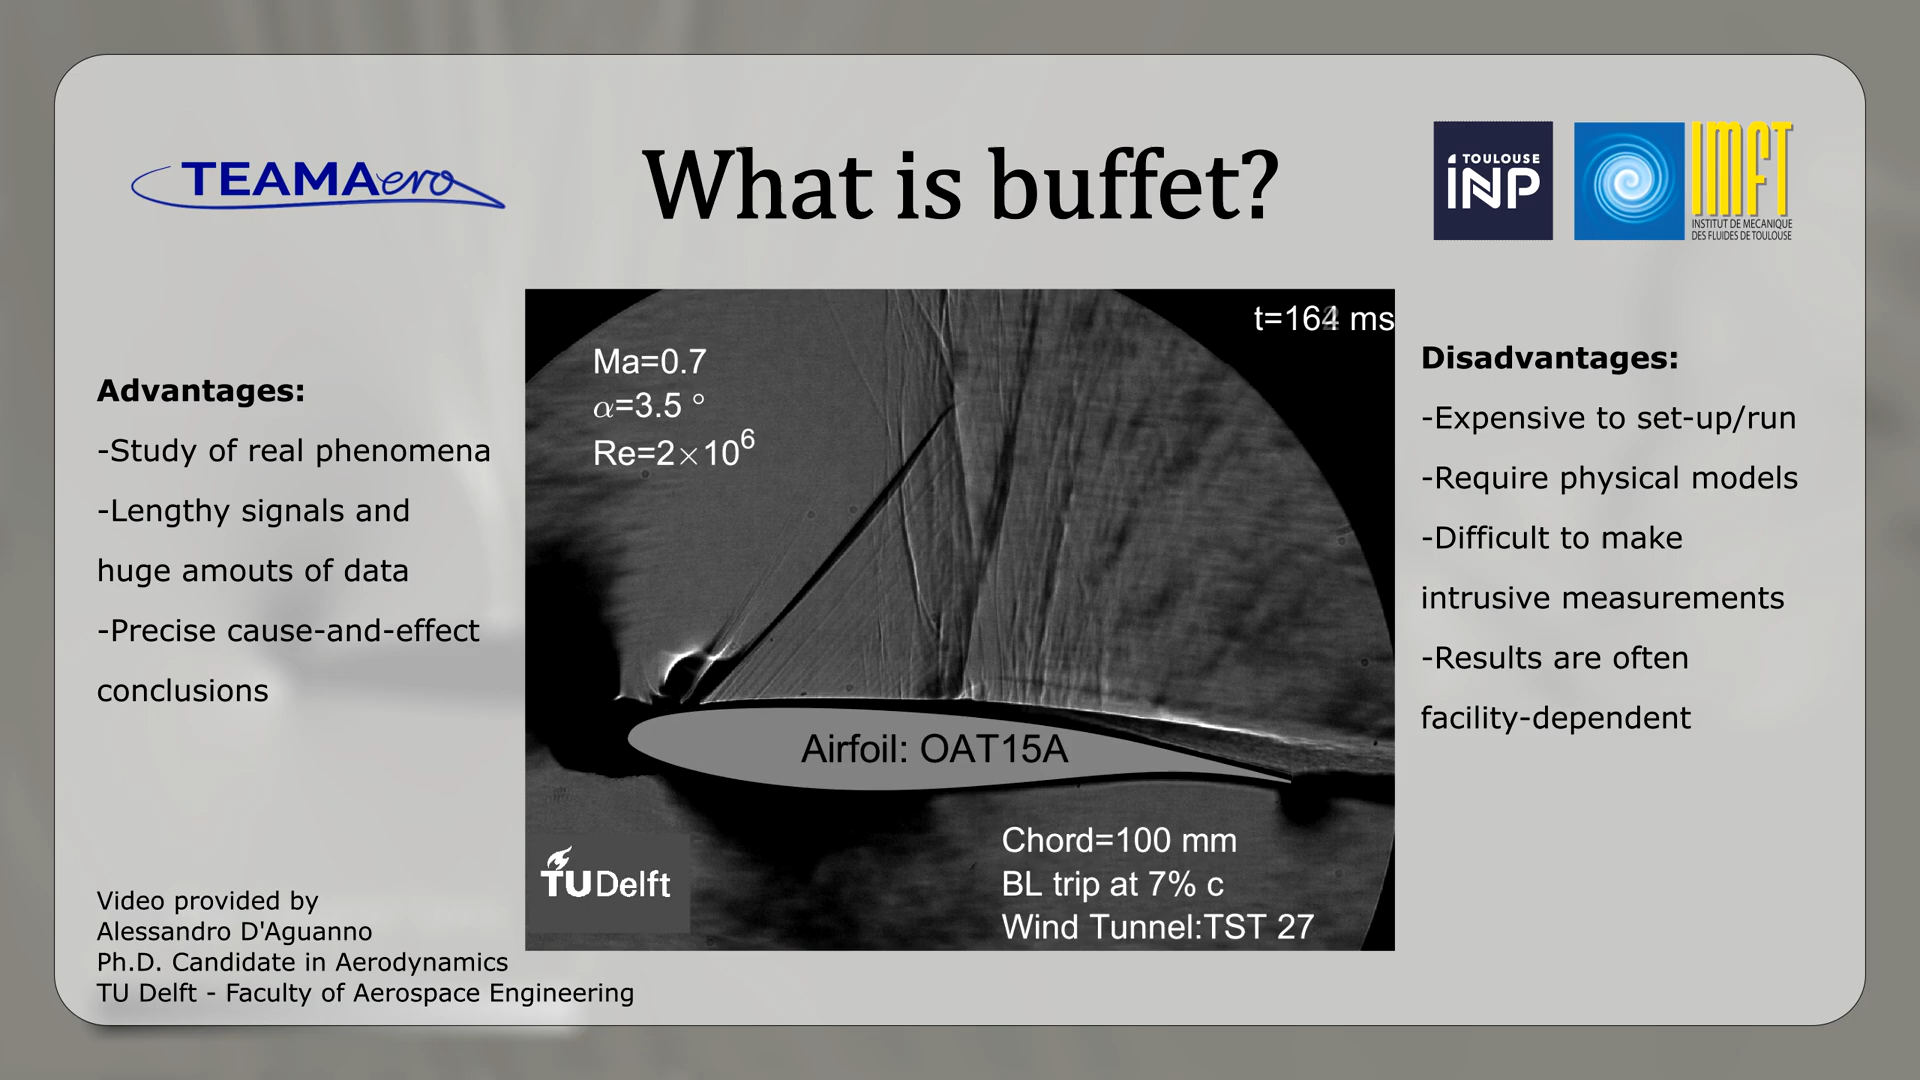 TEAMAero
What is buffet?
i TOULOUSE
INP
IMFT
INSTITUT DE MECANIQUE
DES FLUIDES DE TOULOUSE
Advantages:
-Study of real phenomena
-Lengthy signals and
huge amouts of data
-Precise cause-and-effect
conclusions
Ma=0.7
α=3.5 °
Re=2×10⁶
ms
Airfoil: OAT15A
TU Delft
Chord=100 mm
BL trip at 7% c
Wind Tunnel:TST 27
Disadvantages:
-Expensive to set-up/run
-Require physical models
-Difficult to make
intrusive measurements
-Results are often
facility-dependent
Video provided by
Alessandro D'Aguanno
Ph.D. Candidate in Aerodynamics
TU Delft - Faculty of Aerospace Engineering